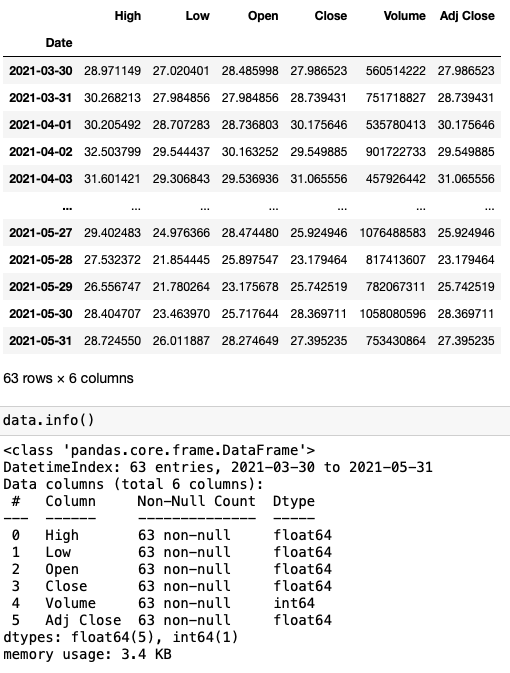 High Low Open Close Volume Adj Close
Date
2021-03-30 28.971149 27.020401 28.485998 27.986523 560514222 27.986523
2021-03-31 30.268213 27.984856 27.984856 28.739431 751718827 28.739431
2021-04-01 30.205492 28.707283 28.736803 30.175646 535780413 30.175646
2021-04-02 32.503799 29.544437 30.163252 29.549885 901722733 29.549885
2021-04-03 31.601421 29.306843 29.536936 31.065556 457926442 31.065556
... ... ... ... ... ... ...
2021-05-27 29.402483 24.976366 28.474480 25.924946 1076488583 25.924946
2021-05-28 27.532372 21.854445 25.897547 23.179464 817413607 23.179464
2021-05-29 26.556747 21.780264 23.175678 25.742519 782067311 25.742519
2021-05-30 28.404707 23.463970 25.717644 28.369711 1058080596 28.369711
2021-05-31 28.724550 26.011887 28.274649 27.395235 753430864 27.395235
63 rows × 6 columns
data.info()
<class 'pandas.core.frame.DataFrame'>
DatetimeIndex: 63 entries, 2021-03-30 to 2021-05-31
Data columns (total 6 columns):
 #   Column     Non-Null Count  Dtype
---  ------     --------------  -----
 0   High       63 non-null     float64
 1   Low        63 non-null     float64
 2   Open       63 non-null     float64
 3   Close      63 non-null     float64
 4   Volume     63 non-null     int64
 5   Adj Close  63 non-null     float64
dtypes: float64(5), int64(1)
memory usage: 3.4 KB